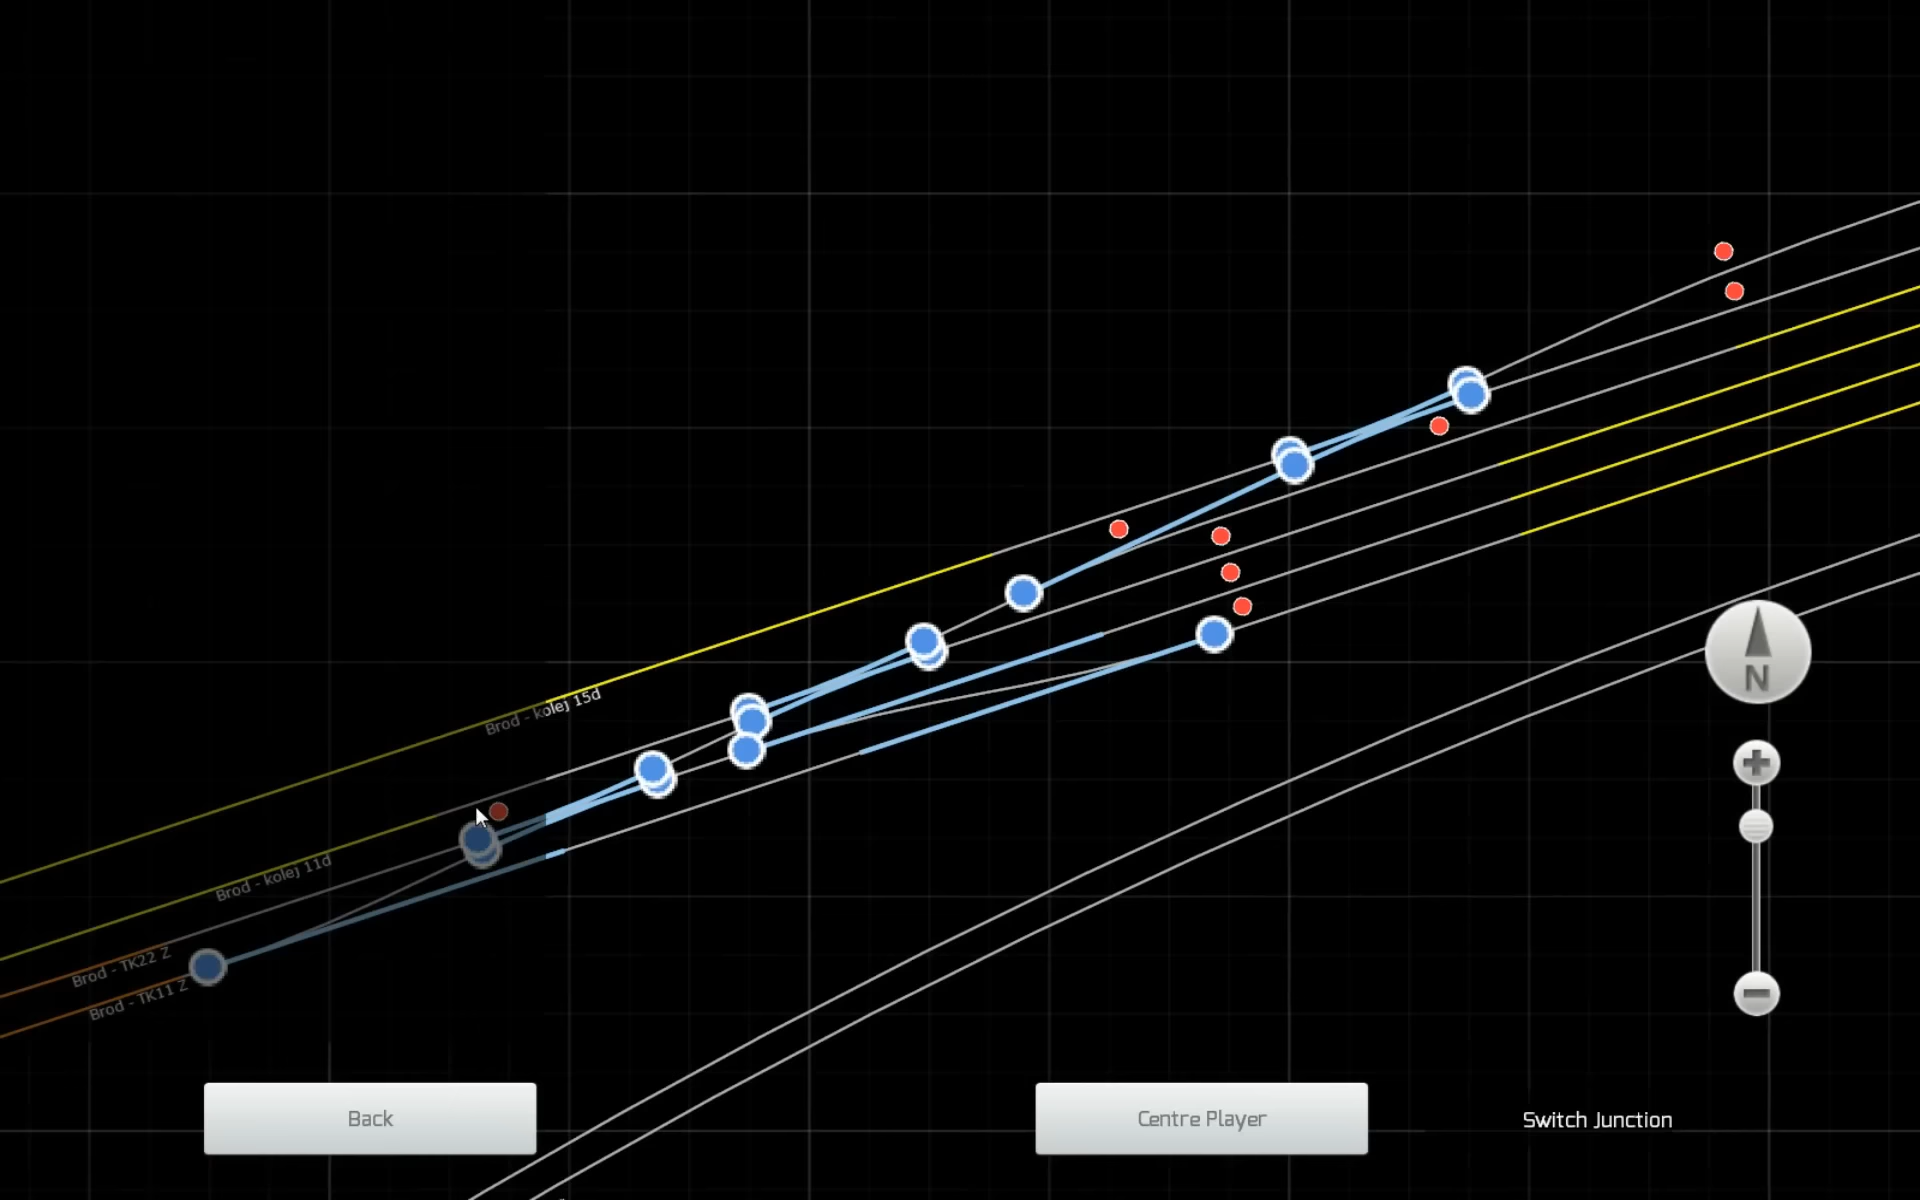 Brod - kolej 15d
Brod - kolej 11d
Brod - TK22 Z
Brod - TK11 Z
N
Back
Centre Player
Switch Junction